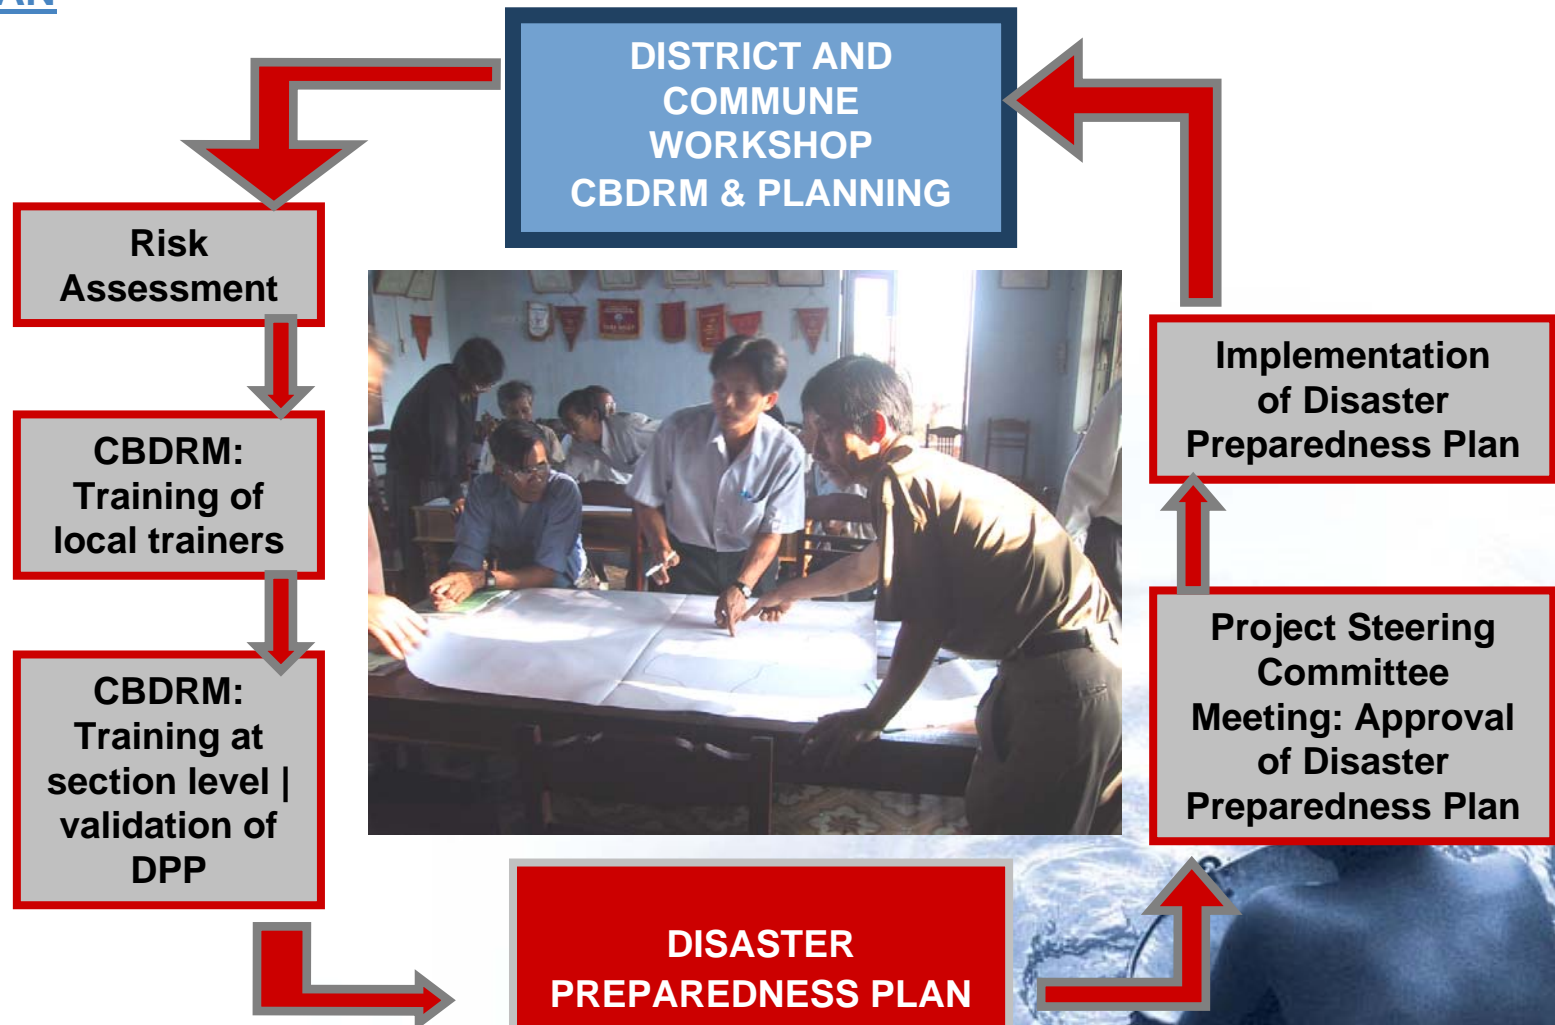 DISTRICT AND
COMMUNE
WORKSHOP
CBDRM & PLANNING
Risk
Assessment
CBDRM:
Training of
local trainers
CBDRM:
Training at
section level |
validation of
DPP
DISASTER
PREPAREDNESS PLAN
Project Steering
Committee
Meeting: Approval
of Disaster
Preparedness Plan
Implementation
of Disaster
Preparedness Plan